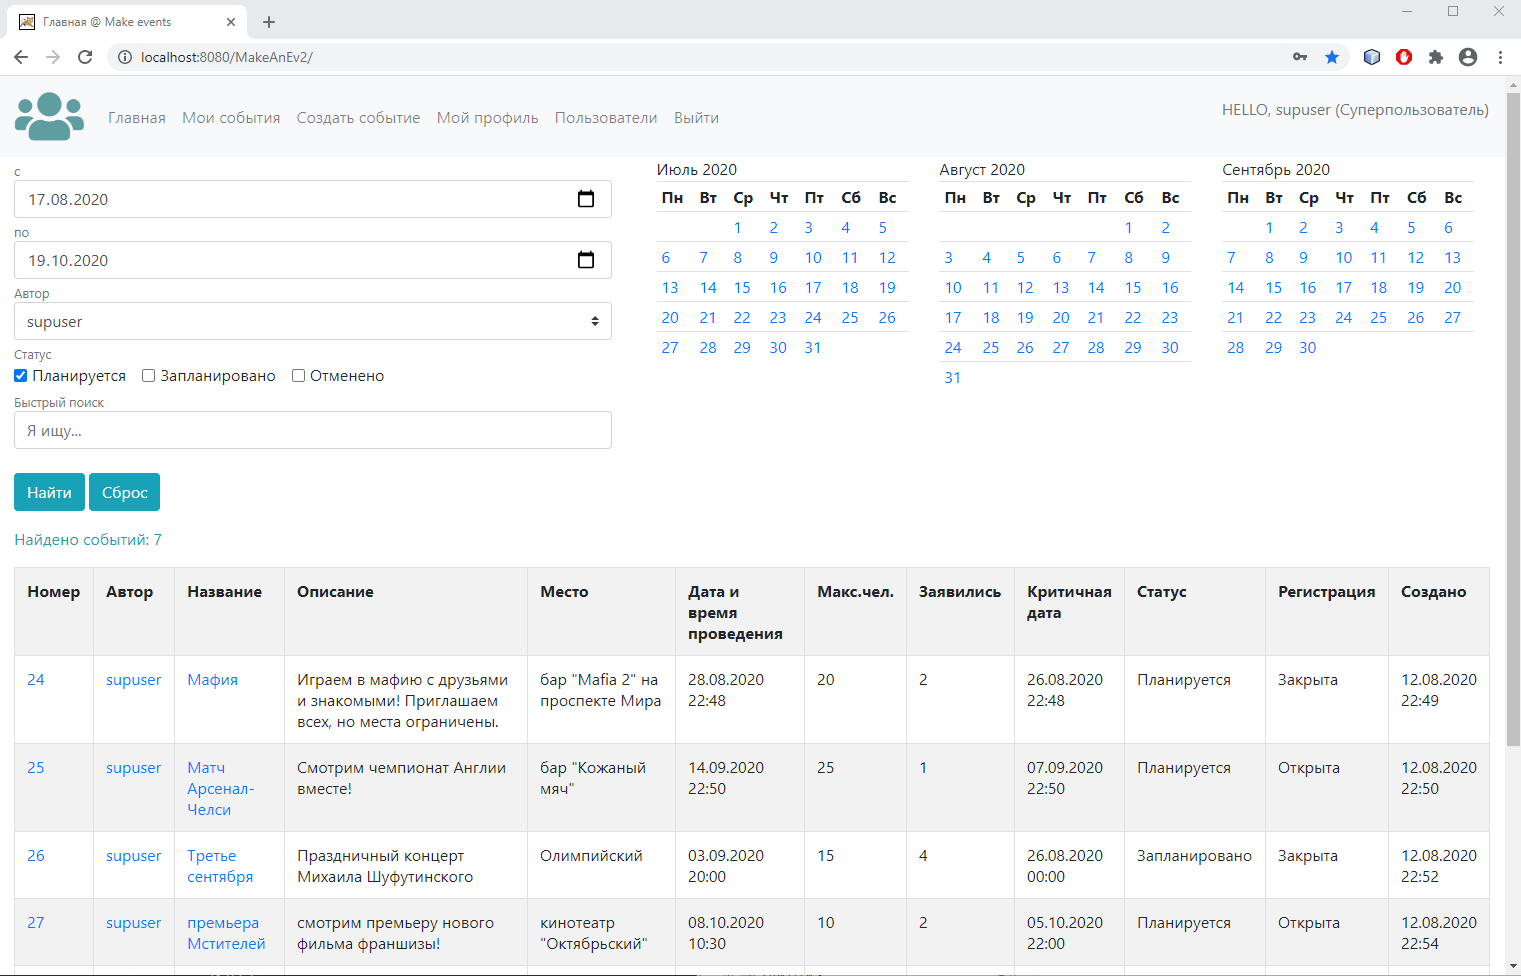 Главная @ Make events
localhost:8080/MakeAnEv2/
Главная Мои события Создать событие Мой профиль Пользователи Выйти
HELLO, supuser (Суперпользователь)
с
17.08.2020
по
19.10.2020
Автор
supuser
Статус
Планируется Запланировано Отменено
Быстрый поиск
Я ищу...
Найти Сброс
Июль 2020
Пн Вт Ср Чт Пт Сб Вс
1 2 3 4 5
6 7 8 9 10 11 12
13 14 15 16 17 18 19
20 21 22 23 24 25 26
27 28 29 30 31
Август 2020
Пн Вт Ср Чт Пт Сб Вс
1 2
3 4 5 6 7 8 9
10 11 12 13 14 15 16
17 18 19 20 21 22 23
24 25 26 27 28 29 30
31
Сентябрь 2020
Пн Вт Ср Чт Пт Сб Вс
1 2 3 4 5 6
7 8 9 10 11 12 13
14 15 16 17 18 19 20
21 22 23 24 25 26 27
28 29 30
Найдено событий: 7
Номер Автор Название Описание Место Дата и Макс.чел. Заявились Критичная Статус Регистрация Создано
время дата
проведения
24 supuser Мафия Играем в мафию с друзьями бар "Mafia 2" на 28.08.2020 20 2 26.08.2020 Планируется Закрыта 12.08.2020
и знакомыми! Приглашаем проспекте Мира 22:48 22:48 22:49
всех, но места ограничены.
25 supuser Матч Смотрим чемпионат Англии бар "Кожаный 14.09.2020 25 1 07.09.2020 Планируется Открыта 12.08.2020
Арсенал- вместе! мяч" 22:50 22:50 22:50
Челси
26 supuser Третье Праздничный концерт Олимпийский 03.09.2020 15 4 26.08.2020 Запланировано Закрыта 12.08.2020
сентября Михаила Шуфутинского 20:00 00:00 22:52
27 supuser премьера смотрим премьеру нового кинотеатр 08.10.2020 10 2 05.10.2020 Планируется Открыта 12.08.2020
Мстителей фильма франшизы! "Октябрьский" 10:30 22:00 22:54